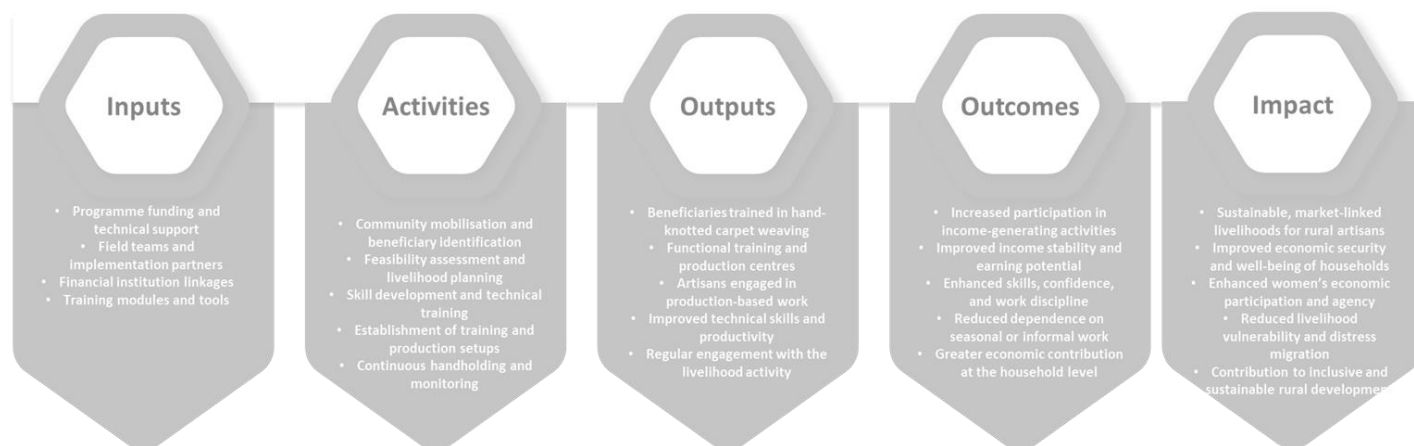 Inputs
• Programme funding and
technical support
• Field teams and
implementation partners
• Financial institution linkages
• Training modules and tools
Activities
• Community mobilisation and
beneficiary identification
• Feasibility assessment and
livelihood planning
• Skill development and technical
training
• Establishment of training and
production setups
• Continuous handholding and
monitoring
Outputs
• Beneficiaries trained in hand-
knotted carpet weaving
• Functional training and
production centres
• Artisans engaged in
production-based work
• Improved technical skills and
productivity
• Regular engagement with the
livelihood activity
Outcomes
• Increased participation in
income-generating activities
• Improved income stability and
earning potential
• Enhanced skills, confidence,
and work discipline
• Reduced dependence on
seasonal or informal work
• Greater economic contribution
at the household level
Impact
• Sustainable, market-linked
livelihoods for rural artisans
• Improved economic security
and well-being of households
• Enhanced women’s economic
participation and agency
• Reduced livelihood
vulnerability and distress
migration
• Contribution to inclusive and
sustainable rural development